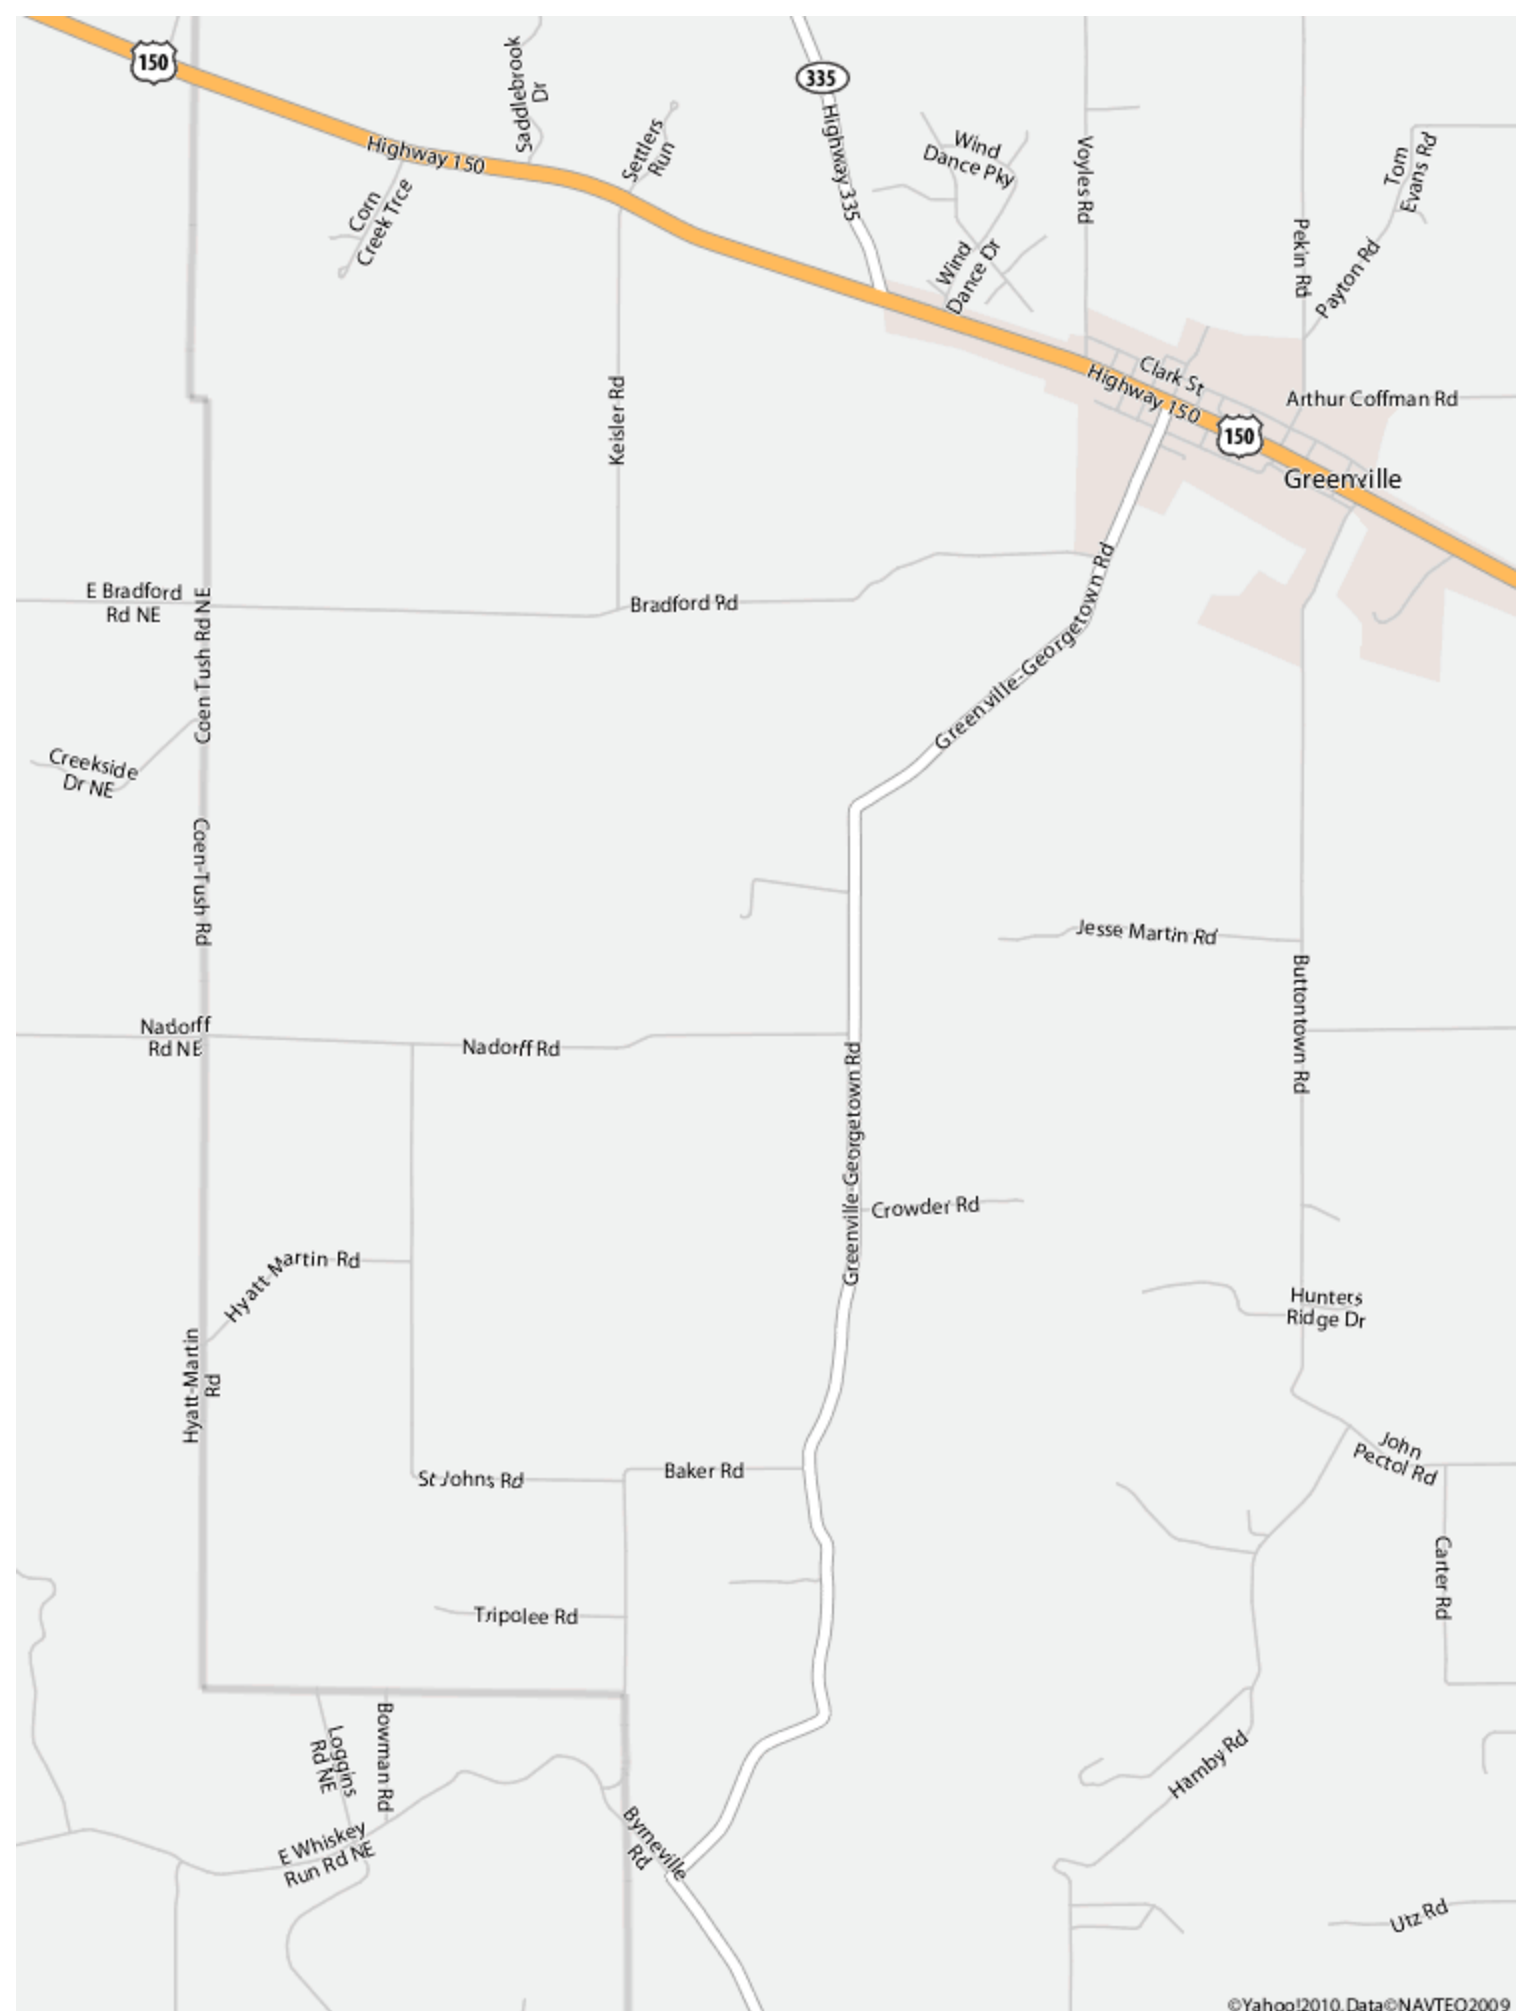 150
Saddlebrook
Dr
335
Highway 335
Settlers
Run
Highway 150
Corn
Creek Trce
Wind
Dance Pky
Voyles Rd
Tom
Evans Rd
Pekin Rd
Payton Rd
Wind
Dance Dr
Clark St
Highway 150
Arthur Coffman Rd
150
Greenville
Keisler Rd
E Bradford
Rd NE
Bradford Rd
Coen Tush Rd NE
Greenville-Georgetown Rd
Creekside
Dr NE
Coen-Tush Rd
Jesse Martin Rd
Buttontown Rd
Nadorff
Rd NE
Nadorff Rd
Greenville-Georgetown Rd
Crowder Rd
Hyatt-Martin Rd
Hunters
Ridge Dr
Hyatt-Martin
Rd
John
Pectol Rd
St Johns Rd
Baker Rd
Carter Rd
Tripolee Rd
Loggins
Rd NE
Bowman Rd
Hamby Rd
E Whiskey
Run Rd NE
Byrneville
Rd
Utz Rd
©Yahoo!2010,Data©NAVTEQ2009